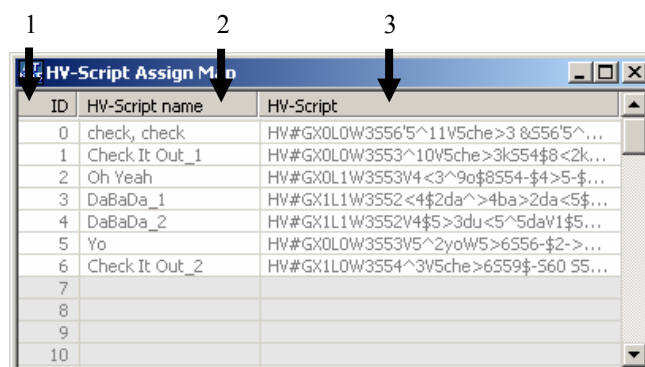 1 2 3
HV-Script Assign Map
ID HV-Script name HV-Script
0 check, check HV#GX0L0W3S56'5^11V5che>3 &S56'5^...
1 Check It Out_1 HV#GX0L0W3S53^10V5che>3kS54$8<2k...
2 Oh Yeah HV#GX0L1W3S53V4<3^9o$8S54-$4>5-$...
3 DaBaDa_1 HV#GX1L1W3S52<4$2da^>4ba>2da<5$...
4 DaBaDa_2 HV#GX1L1W3S52V4$5>3du<5^5daV1$5...
5 Yo HV#GX0L0W3S53V5^2yoW5>6S56-$2->...
6 Check It Out_2 HV#GX1L0W3S54^3V5che>6S59$-S60 S5...
7
8
9
10